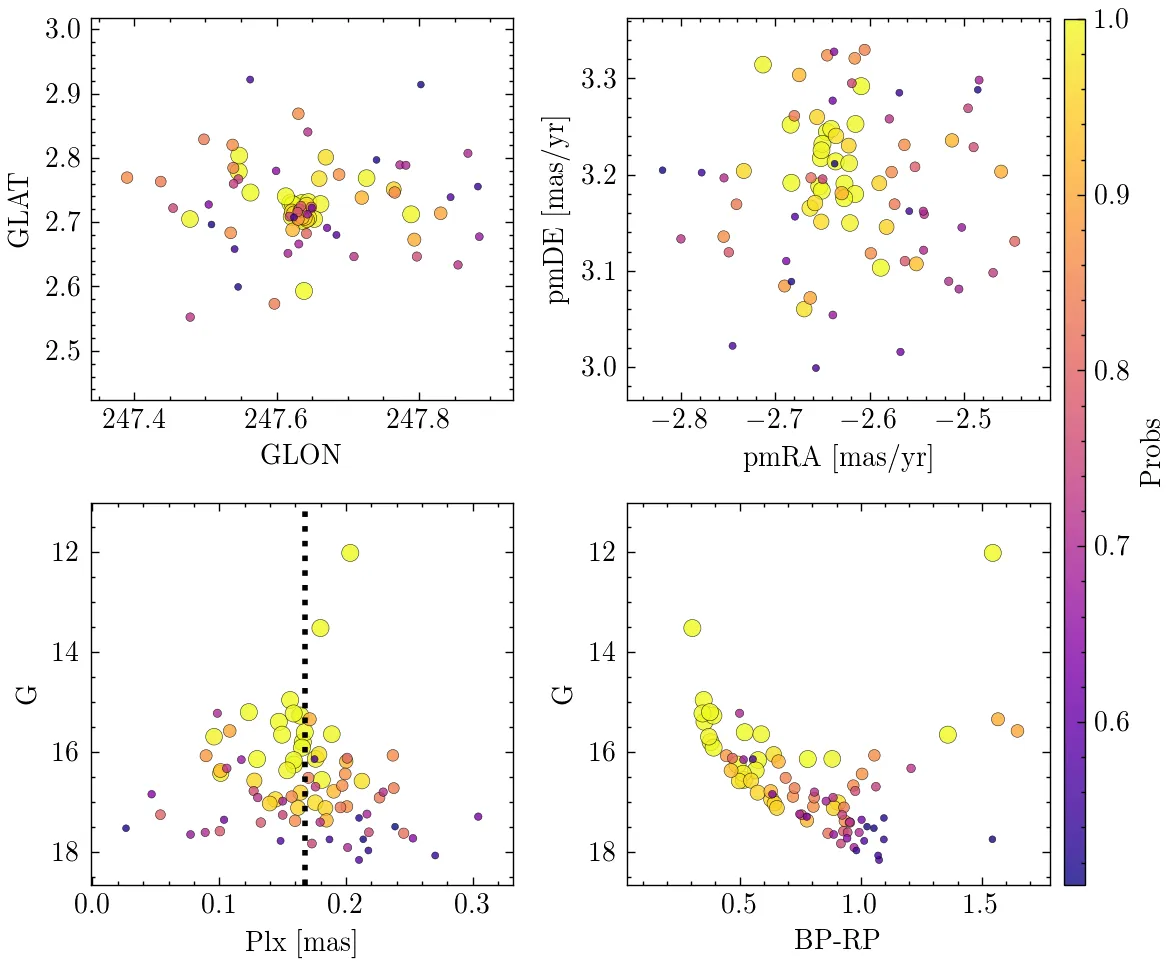 3.0
2.9
2.8
2.7
2.6
2.5
GLAT
247.4 247.6 247.8
GLON
3.3
3.2
3.1
3.0
pmDE [mas/yr]
−2.8 −2.7 −2.6 −2.5
pmRA [mas/yr]
1.0
0.9
0.8
0.7
0.6
Probs
12
14
16
18
G
0.0 0.1 0.2 0.3
Plx [mas]
12
14
16
18
G
0.5 1.0 1.5
BP-RP